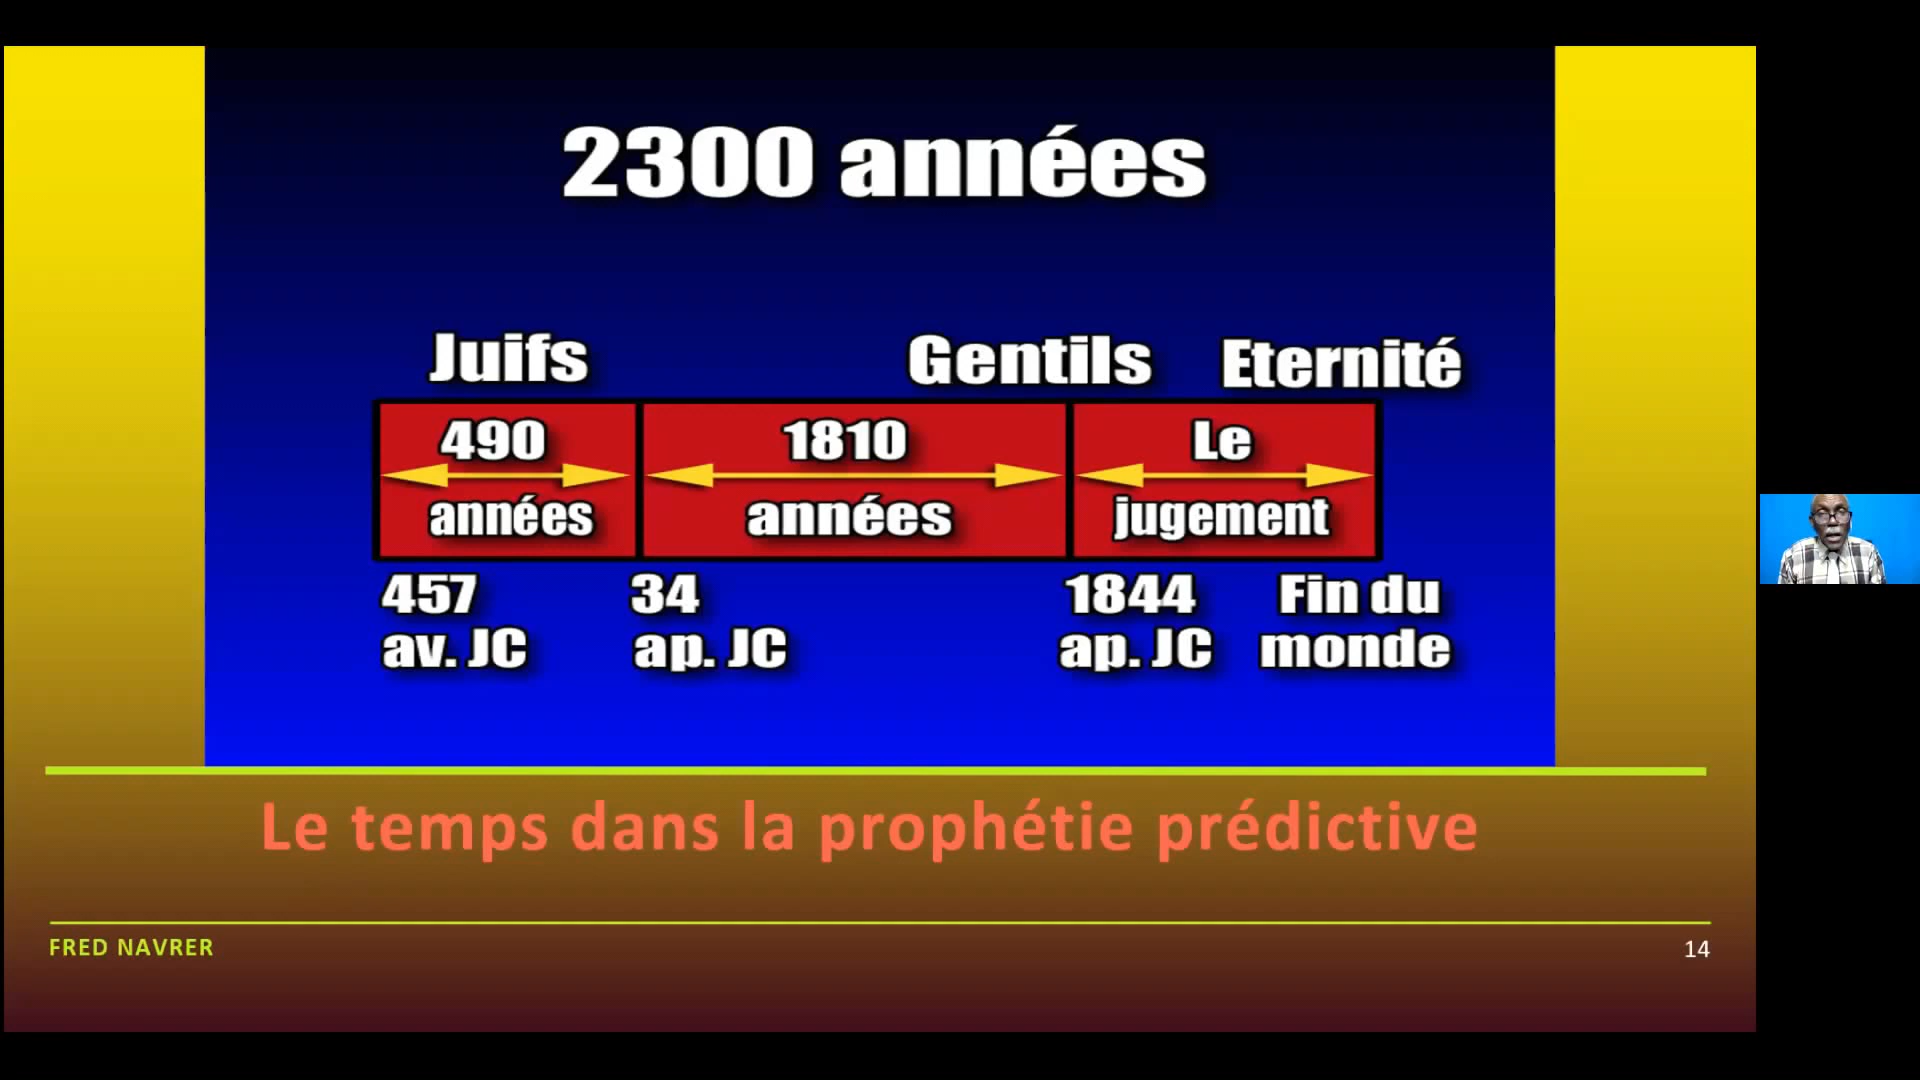 2300 années
Juifs Gentils Eternité
490 1810 Le
années années jugement
457 34 1844 Fin du
av. JC ap. JC ap. JC monde
Le temps dans la prophétie prédictive
FRED NAVRER 14